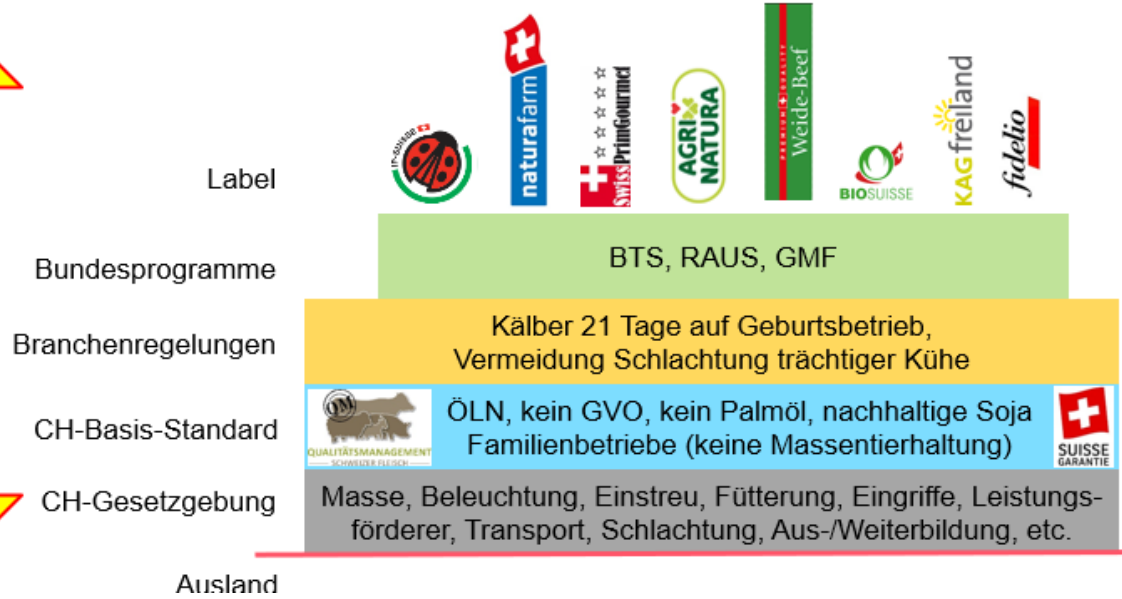 Label
IP-SUISSE
naturafarm
SwissPrimGourmet
AGRI
NATURA
PREMIUM QUALITY
Weide-Beef
BIOSUISSE
KAGfreiland
fidelio
Bundesprogramme
BTS, RAUS, GMF
Branchenregelungen
Kälber 21 Tage auf Geburtsbetrieb,
Vermeidung Schlachtung trächtiger Kühe
CH-Basis-Standard
QM
QUALITÄTSMANAGEMENT
SCHWEIZER FLEISCH
ÖLN, kein GVO, kein Palmöl, nachhaltige Soja
Familienbetriebe (keine Massentierhaltung)
SUISSE
GARANTIE
CH-Gesetzgebung
Masse, Beleuchtung, Einstreu, Fütterung, Eingriffe, Leistungs-
förderer, Transport, Schlachtung, Aus-/Weiterbildung, etc.
Ausland